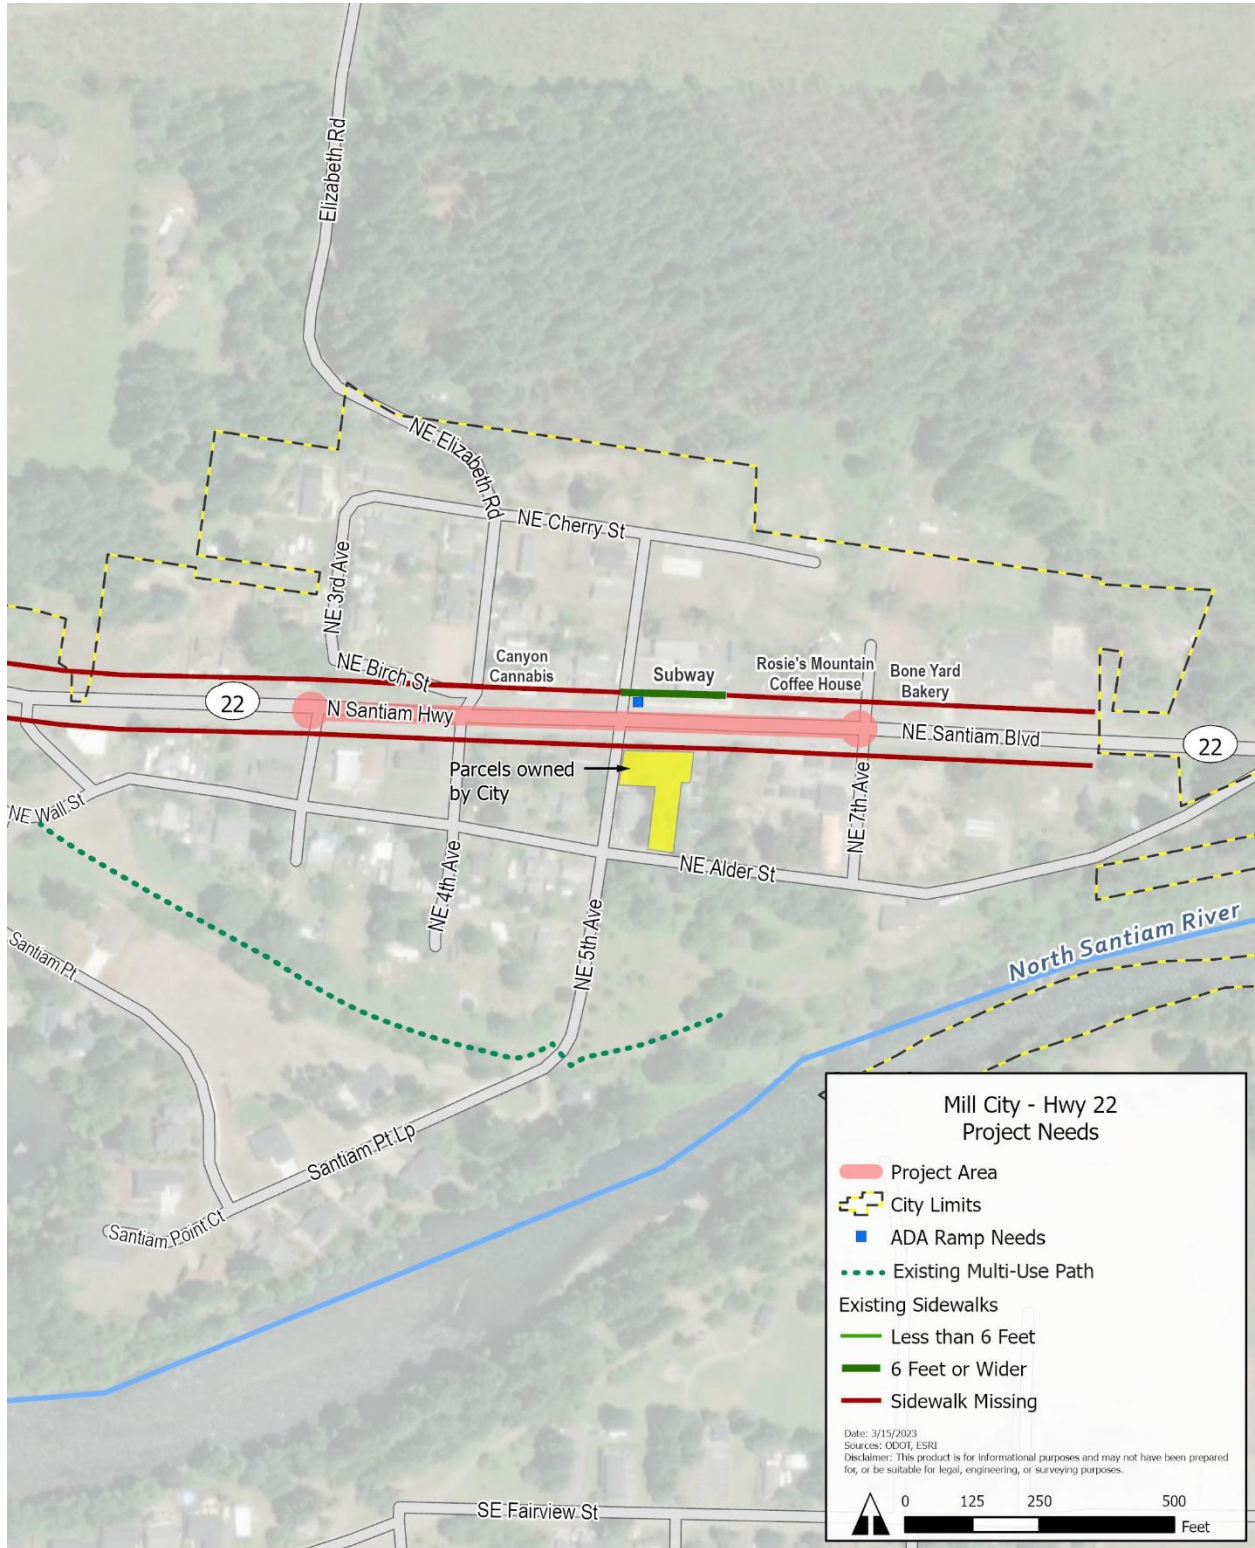 Elizabeth Rd
NE Elizabeth Rd
NE Cherry St
NE 3rd Ave
NE Birch St
Canyon
Cannabis
Subway
Rosie's Mountain
Coffee House
Bone Yard
Bakery
22
N Santiam Hwy
NE Santiam Blvd
22
Parcels owned
by City
NE Wall St
NE 4th Ave
NE 7th Ave
NE Alder St
NE 5th Ave
Santiam Pt
North Santiam River
Santiam Pt Lp
Santiam Point Ct
SE Fairview St
Mill City - Hwy 22
Project Needs
Project Area
City Limits
ADA Ramp Needs
Existing Multi-Use Path
Existing Sidewalks
Less than 6 Feet
6 Feet or Wider
Sidewalk Missing
Date: 3/15/2023
Sources: ODOT, ESRI
Disclaimer: This product is for informational purposes and may not have been prepared
for, or be suitable for legal, engineering, or surveying purposes.
0 125 250 500
Feet